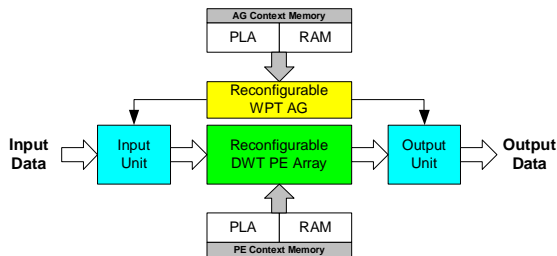 AG Context Memory
PLA RAM
Reconfigurable
WPT AG
Input
Data
Input
Unit
Reconfigurable
DWT PE Array
Output
Unit
Output
Data
PLA RAM
PE Context Memory